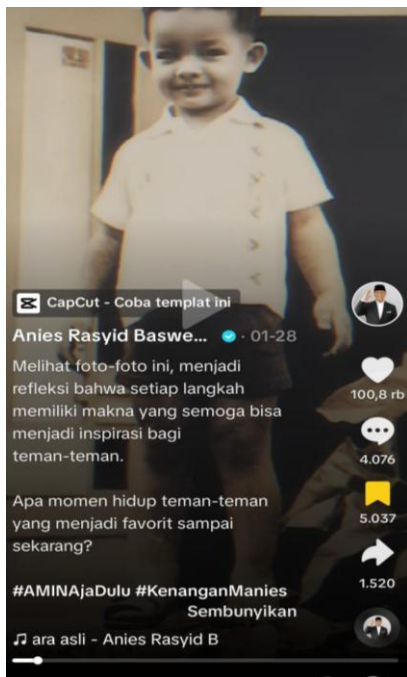 CapCut - Coba templat ini
Anies Rasyid Baswe... · 01-28
Melihat foto-foto ini, menjadi
refleksi bahwa setiap langkah
memiliki makna yang semoga bisa
menjadi inspirasi bagi
teman-teman.
Apa momen hidup teman-teman
yang menjadi favorit sampai
sekarang?
#AMINAjaDulu #KenanganManies
Sembunyikan
ara asli - Anies Rasyid B
100,8 rb
4.076
5.037
1.520